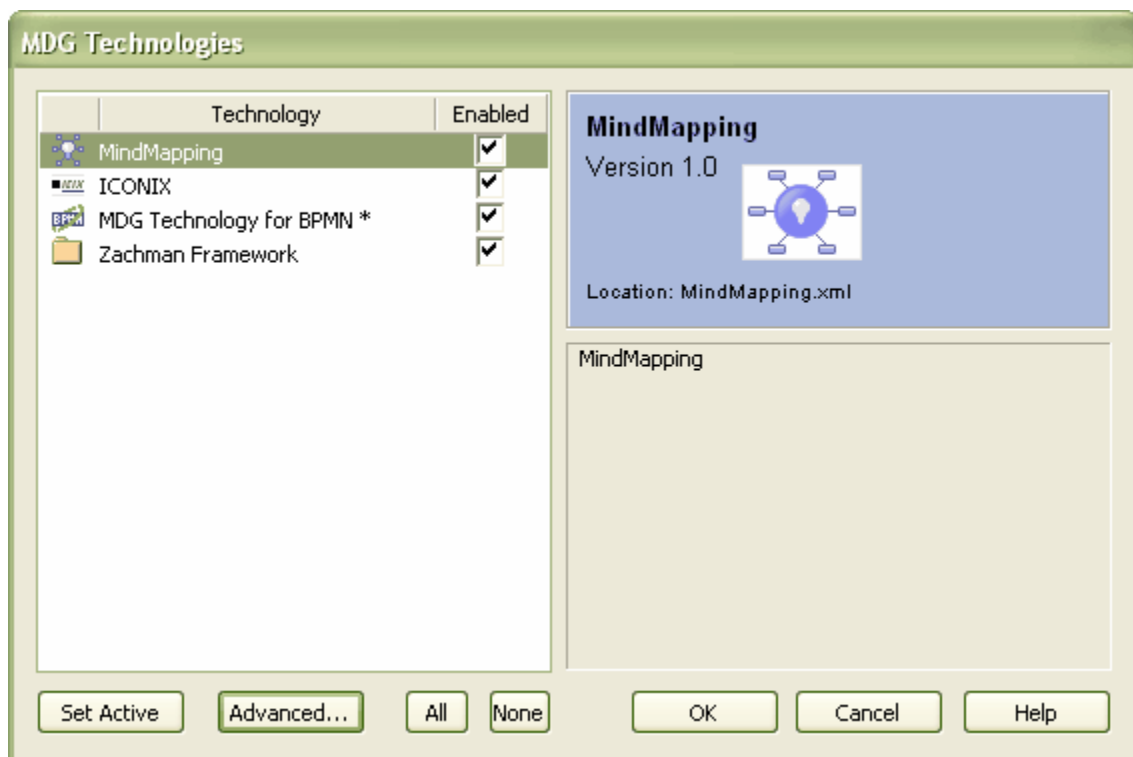 MDG Technologies
Technology Enabled
MindMapping
ICONIX
BPMN MDG Technology for BPMN *
Zachman Framework
MindMapping
Version 1.0
Location: MindMapping.xml
MindMapping
Set Active Advanced... All None OK Cancel Help